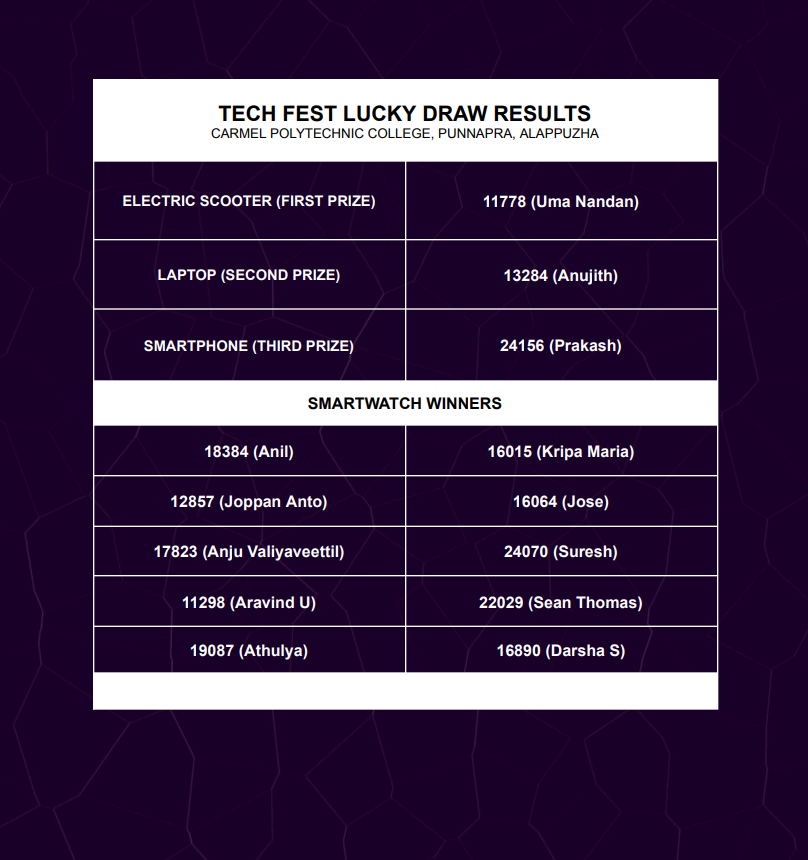 TECH FEST LUCKY DRAW RESULTS
CARMEL POLYTECHNIC COLLEGE, PUNNAPRA, ALAPPUZHA
ELECTRIC SCOOTER (FIRST PRIZE) 11778 (Uma Nandan)
LAPTOP (SECOND PRIZE) 13284 (Anujith)
SMARTPHONE (THIRD PRIZE) 24156 (Prakash)
SMARTWATCH WINNERS
18384 (Anil) 16015 (Kripa Maria)
12857 (Joppan Anto) 16064 (Jose)
17823 (Anju Valiyaveettil) 24070 (Suresh)
11298 (Aravind U) 22029 (Sean Thomas)
19087 (Athulya) 16890 (Darsha S)